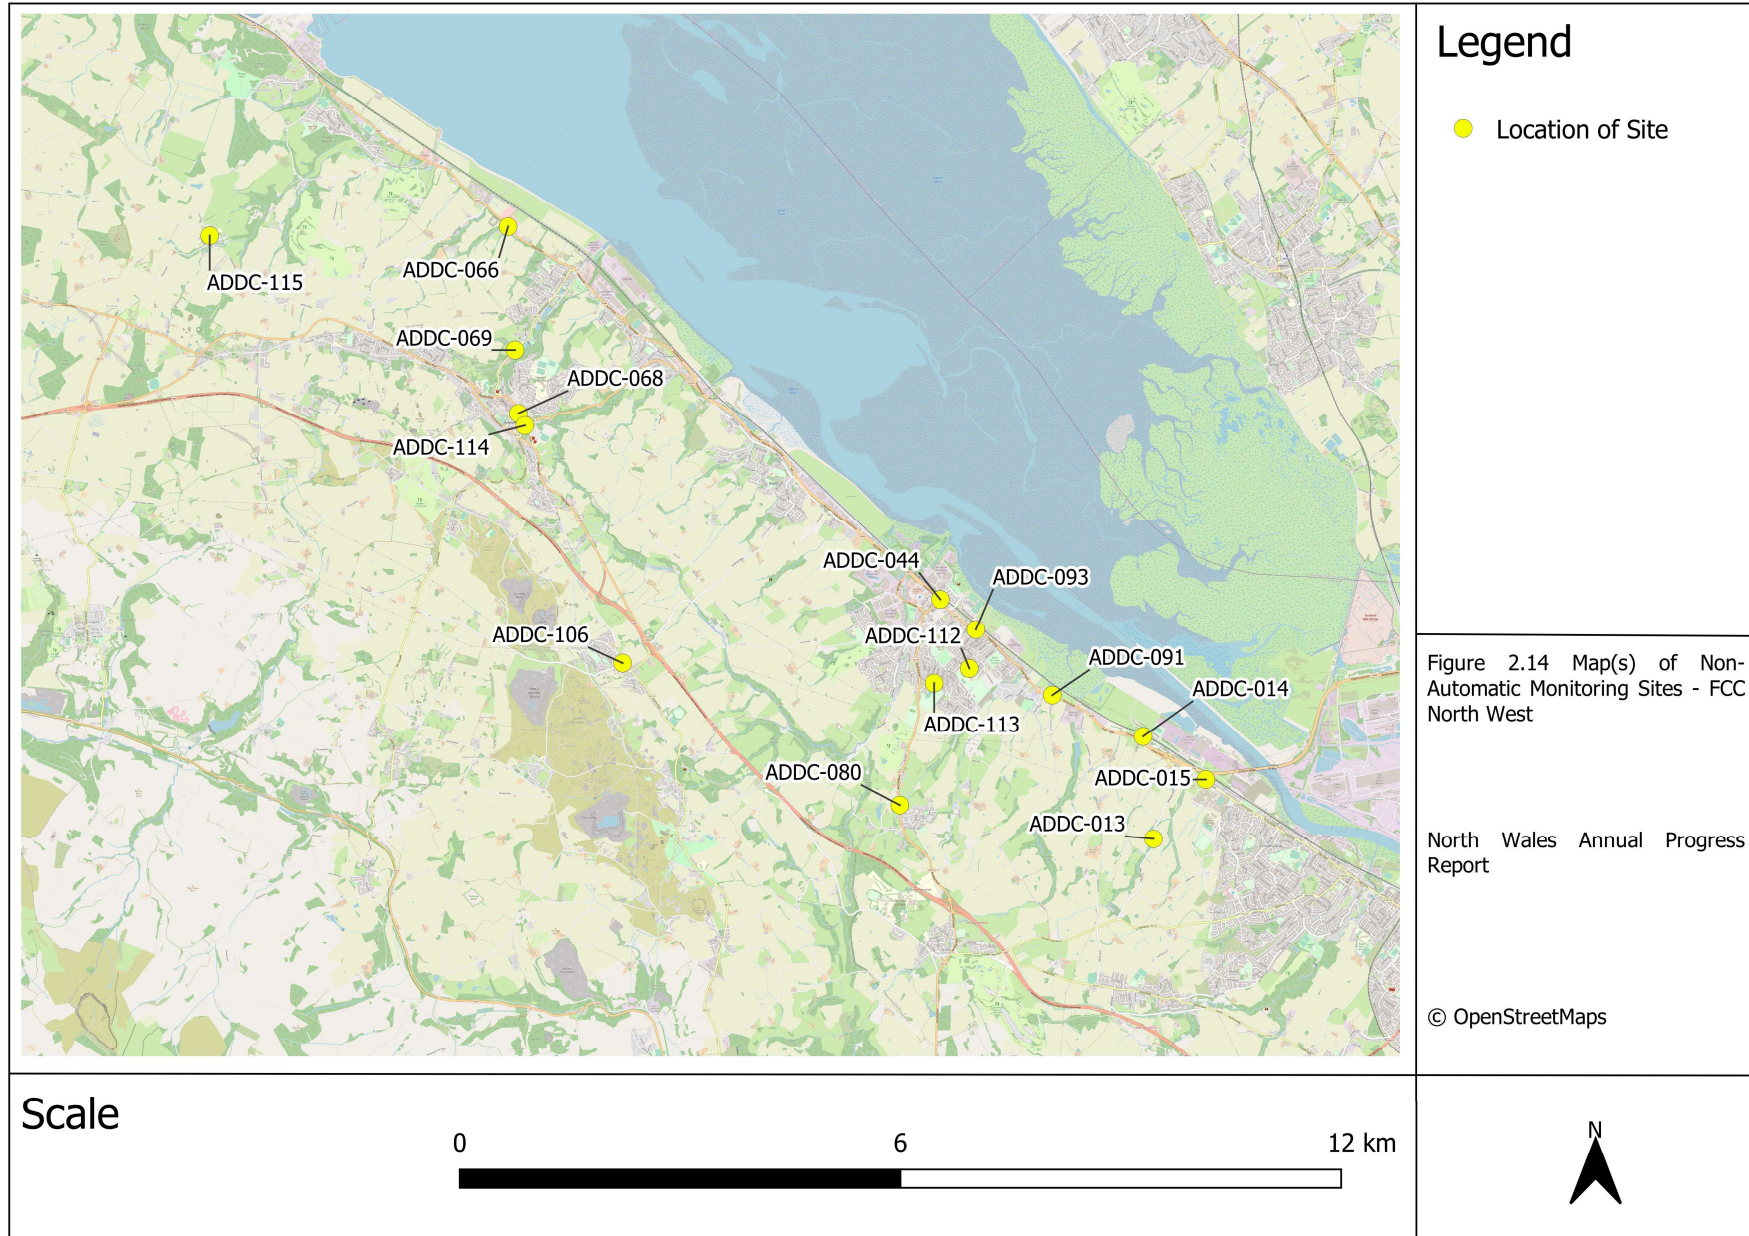 Legend
Location of Site
ADDC-115
ADDC-066
ADDC-069
ADDC-068
ADDC-114
ADDC-044
ADDC-093
ADDC-106
ADDC-112
ADDC-091
ADDC-014
ADDC-113
ADDC-080
ADDC-015
ADDC-013
Figure 2.14 Map(s) of Non-
Automatic Monitoring Sites - FCC
North West
North Wales Annual Progress
Report
© OpenStreetMaps
Scale
0 6 12 km
N